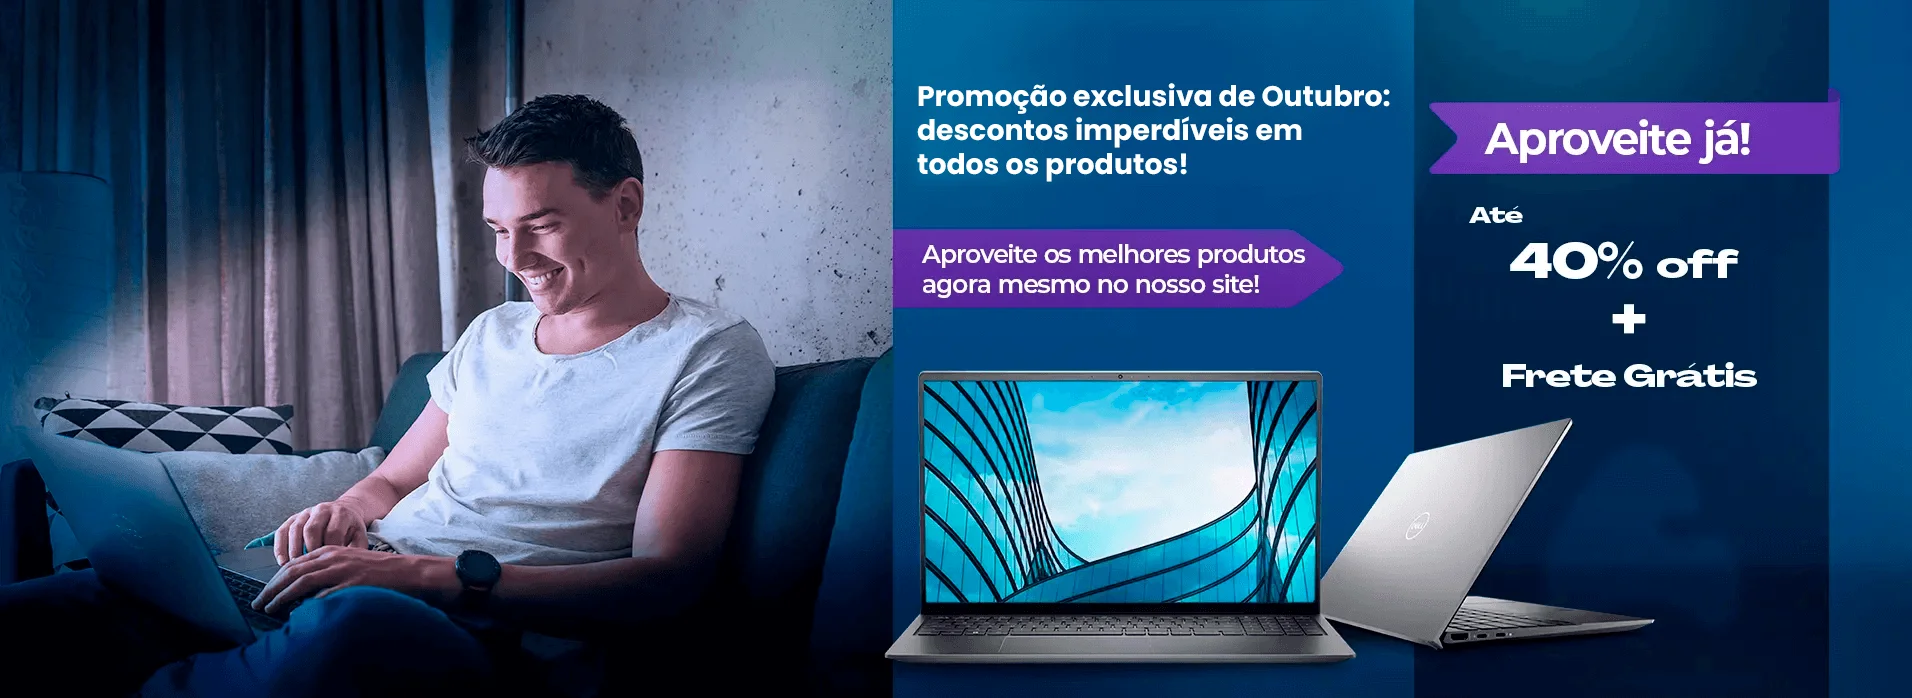 Promoção exclusiva de Outubro:
descontos imperdíveis em
todos os produtos!
Aproveite os melhores produtos
agora mesmo no nosso site!
Aproveite já!
Até
40% off
+
Frete Grátis
DELL